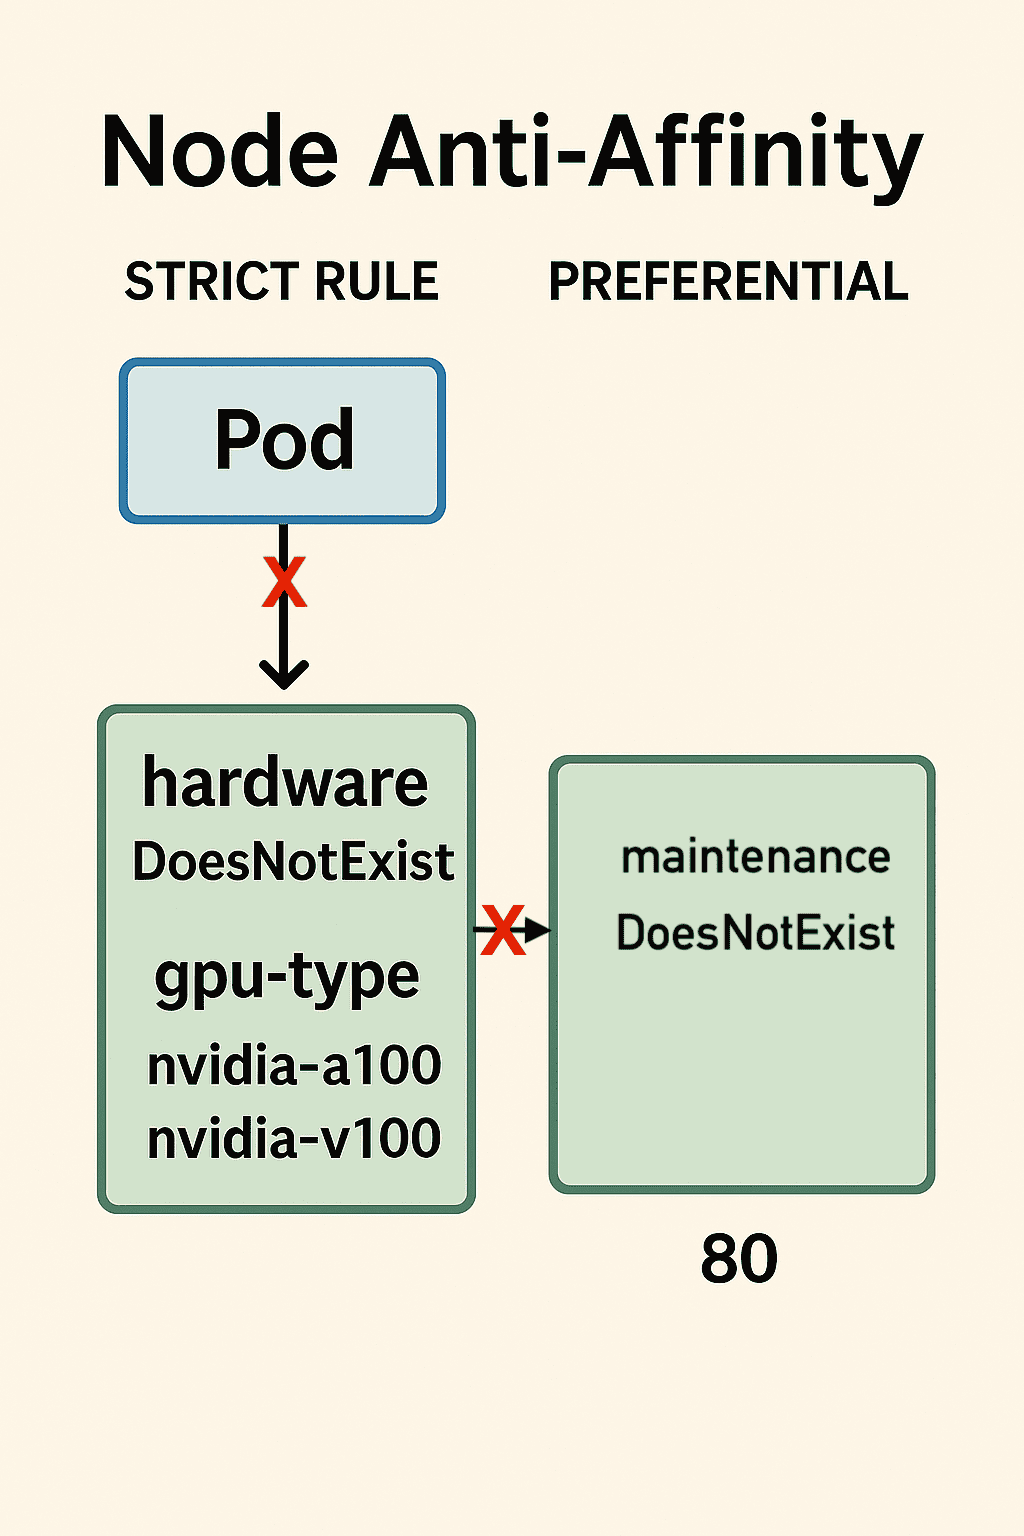 Node Anti-Affinity
STRICT RULE
PREFERENTIAL
Pod
X
hardware
DoesNotExist
gpu-type
nvidia-a100
nvidia-v100
X
maintenance
DoesNotExist
80